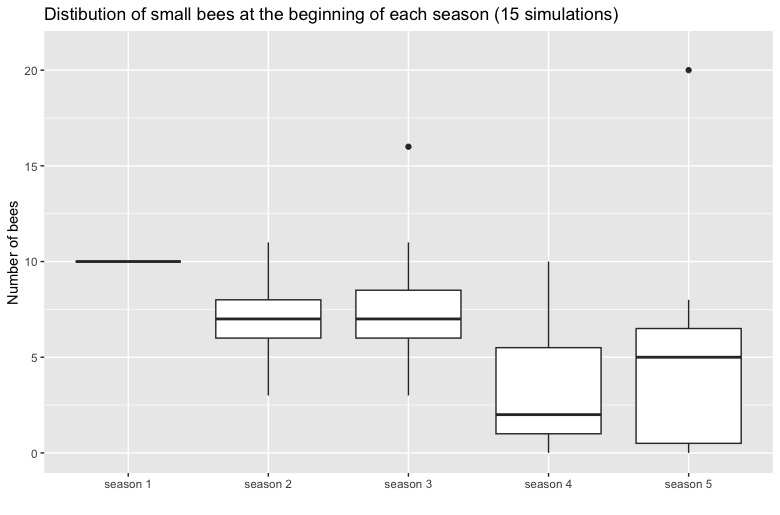 Distibution of small bees at the beginning of each season (15 simulations)
Number of bees
20
15
10
5
0
season 1 season 2 season 3 season 4 season 5